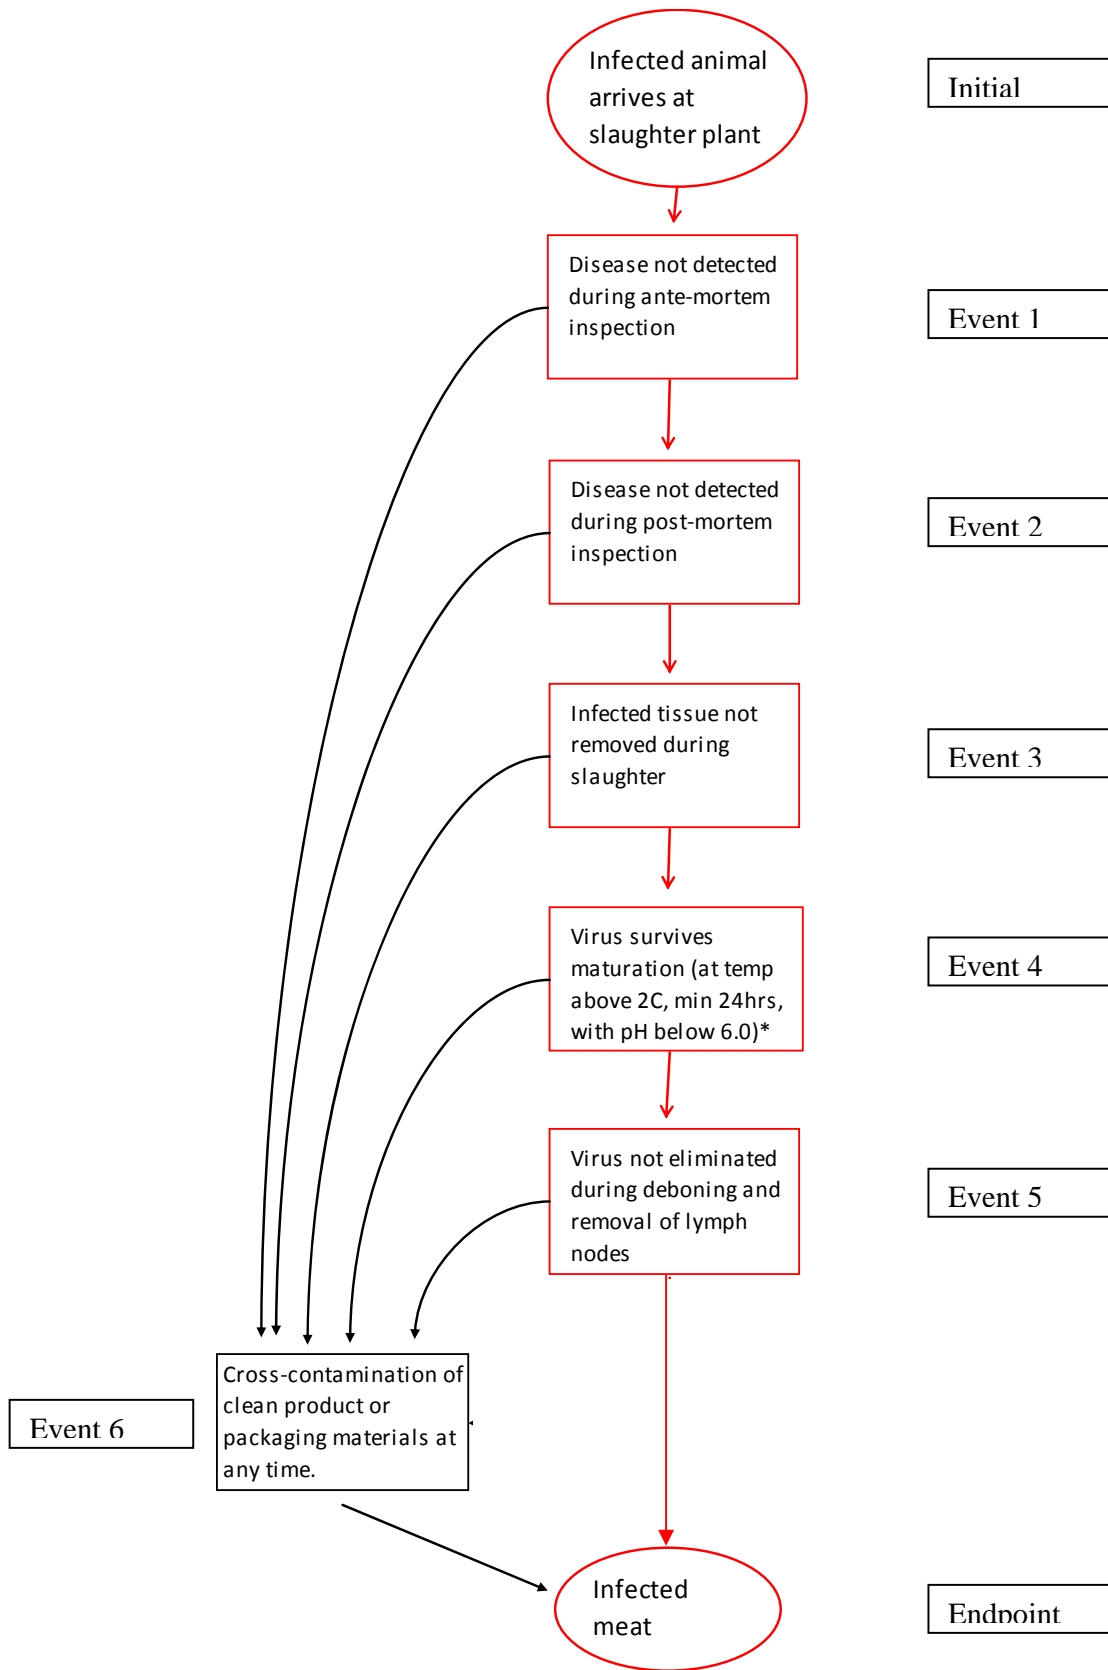 Infected animal
arrives at
slaughter plant
Initial
Disease not detected
during ante-mortem
inspection
Event 1
Disease not detected
during post-mortem
inspection
Event 2
Infected tissue not
removed during
slaughter
Event 3
Virus survives
maturation (at temp
above 2C, min 24hrs,
with pH below 6.0)*
Event 4
Virus not eliminated
during deboning and
removal of lymph
nodes
Event 5
Cross-contamination of
clean product or
packaging materials at
any time.
Event 6
Infected
meat
Endpoint